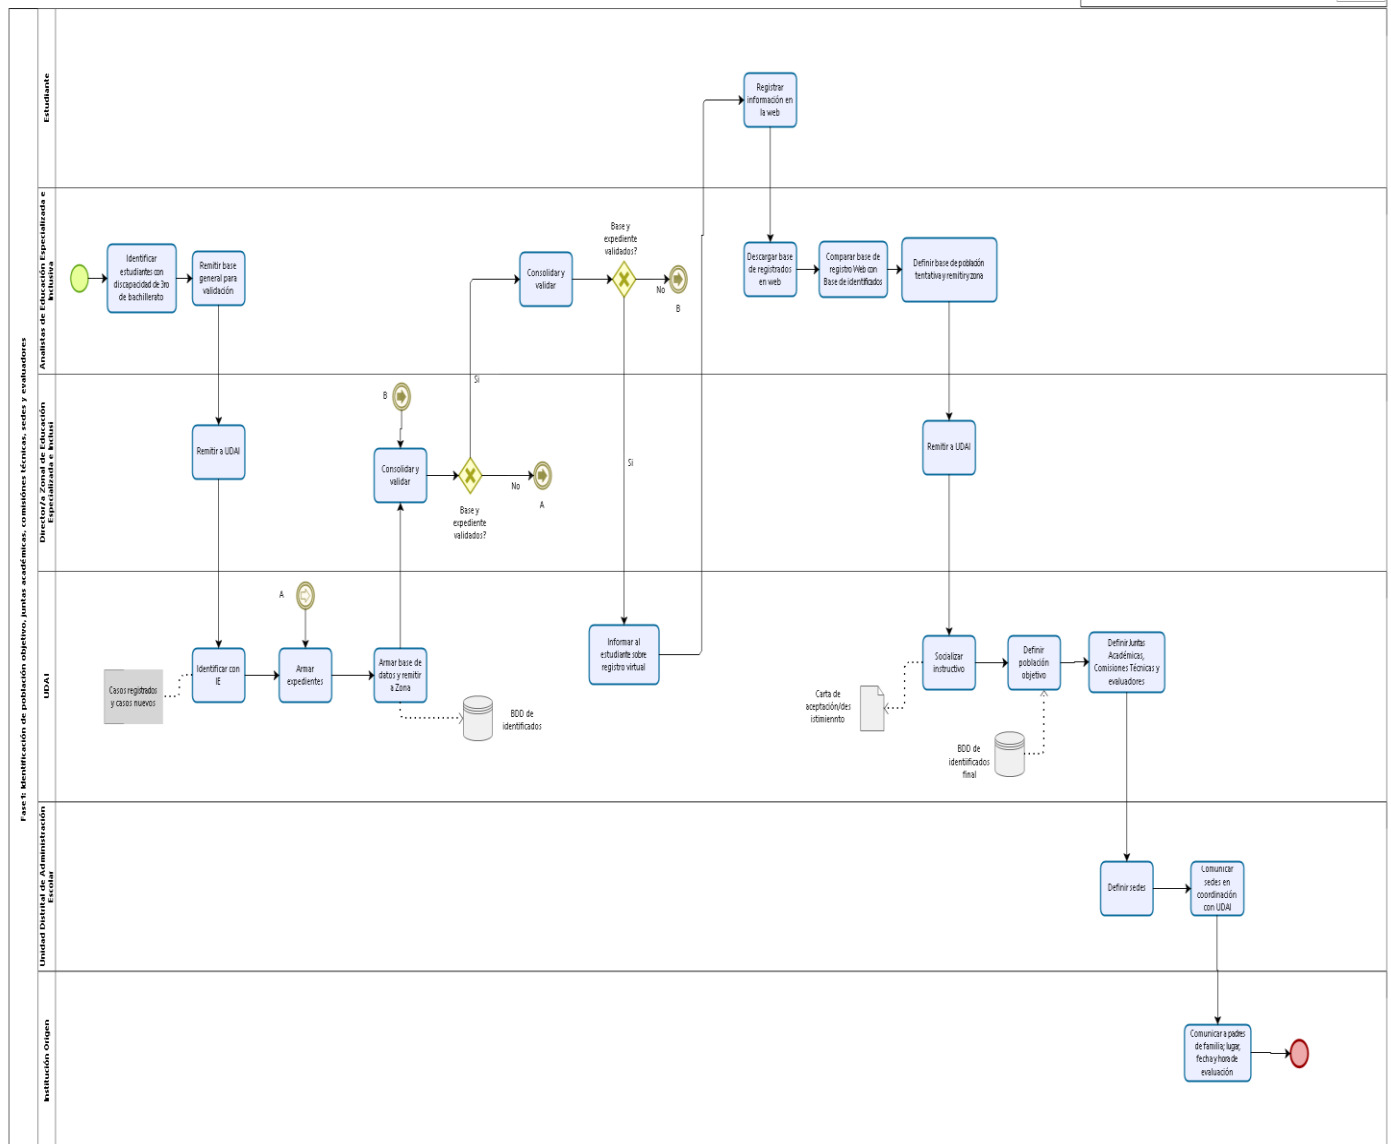 Fase1: Identificación de población objetivo, juntas académicas, comisiónes técnicas, sedes y evaluadores
Estudiante
Registrar
información en
la web
Analistas de Educación Especializada e
Inclusiva
Identificar
estudiantes con
discapacidad de 3ro
de bachillerato
Remitir base
general para
validación
Consolidar y
validar
Base y
expediente
validados?
No
B
Si
Descargar base
de registrados
en web
Comparar base de
registro Web con
Base de identificados
Definir base de población
tentativa y remitir y zona
Director/a Zonal de Educación
Especializada e Inclusi
Remitir a UDAI
B
Consolidar y
validar
Si
Base y
expediente
validados?
No
A
Remitir a UDAI
UDAI
Casos registrados
y casos nuevos
Identificar con
IE
A
Armar
expedientes
Armar base de
datos y remitir
a Zona
BDD de
identificados
Informar al
estudiante sobre
registro virtual
Carta de
aceptación/des
istimiennto
Socializar
instructivo
Definir
población
objetivo
BDD de
identiificados
final
Definir Juntas
Académicas,
Comisiones Técnicas y
evaluadores
Unidad Distrital de Administración
Escolar
Definir sedes
Comunicar
sedes en
coordinación
con UDAI
Institución Origen
Comunicar a padres
de familia; lugar,
fecha y hora de
evaluación